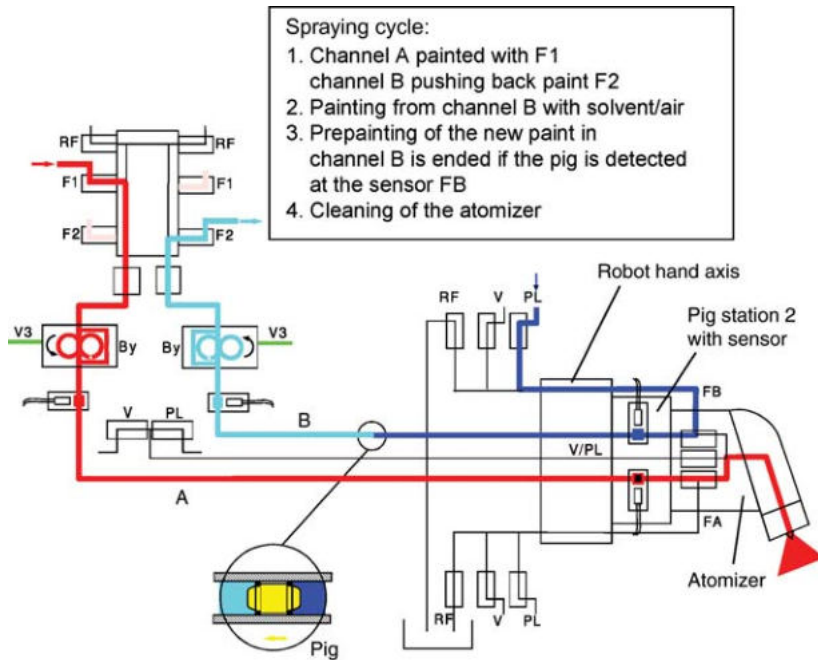 Spraying cycle:
1. Channel A painted with F1
channel B pushing back paint F2
2. Painting from channel B with solvent/air
3. Prepainting of the new paint in
channel B is ended if the pig is detected
at the sensor FB
4. Cleaning of the atomizer
RF
RF
F1
F1
F2
F2
Robot hand axis
RF
V
PL
Pig station 2
with sensor
V3
By
By
V3
FB
V
PL
B
V/PL
A
FA
Atomizer
RF
V
PL
Pig